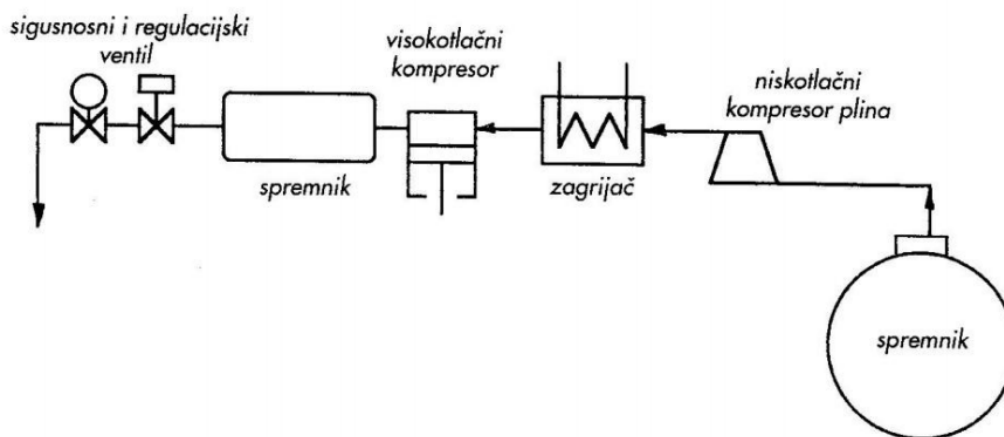 sigusnosni i regulacijski
ventil
visokotlačni
kompresor
niskotlačni
kompresor plina
spremnik
zagrijač
spremnik